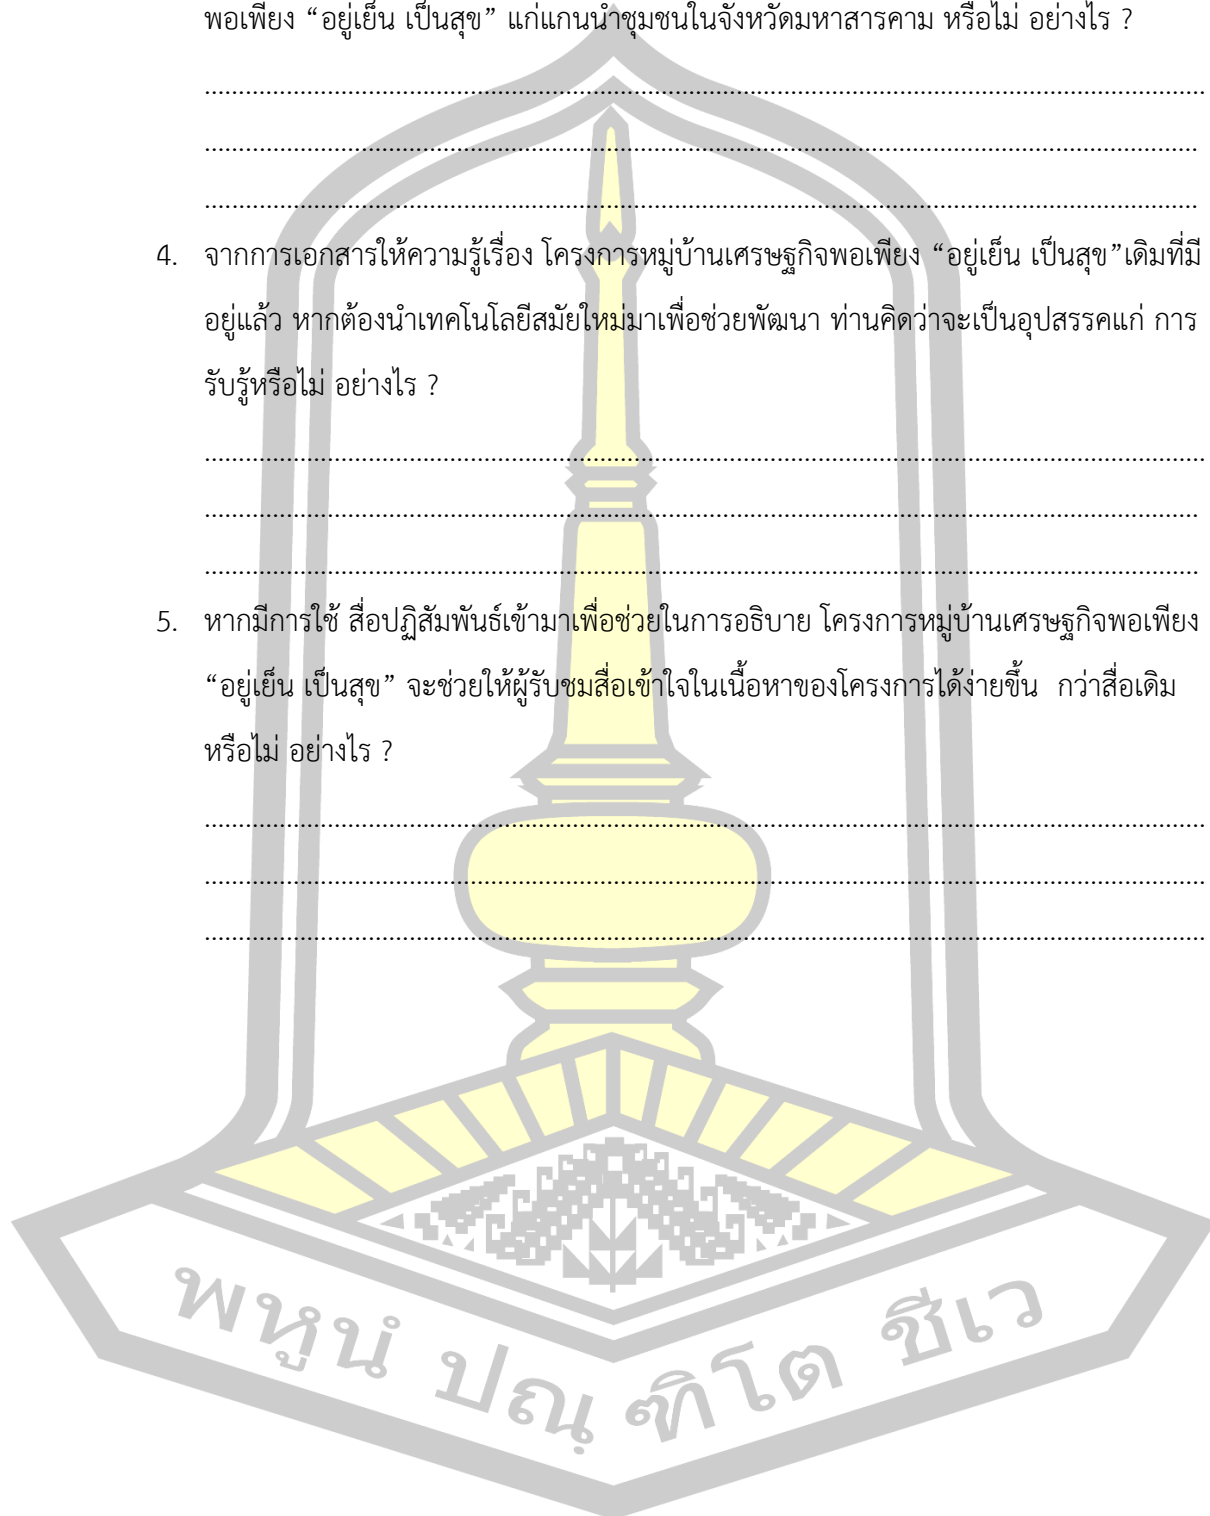 พอเพียง “อยู่เย็น เป็นสุข” แก่แกนนำชุมชนในจังหวัดมหาสารคาม หรือไม่ อย่างไร ?
4. จากการเอกสารให้ความรู้เรื่อง โครงการหมู่บ้านเศรษฐกิจพอเพียง “อยู่เย็น เป็นสุข”เดิมที่มี
อยู่แล้ว หากต้องนำเทคโนโลยีสมัยใหม่มาเพื่อช่วยพัฒนา ท่านคิดว่าจะเป็นอุปสรรคแก่ การ
รับรู้หรือไม่ อย่างไร ?
5. หากมีการใช้ สื่อปฏิสัมพันธ์เข้ามาเพื่อช่วยในการอธิบาย โครงการหมู่บ้านเศรษฐกิจพอเพียง
“อยู่เย็น เป็นสุข” จะช่วยให้ผู้รับชมสื่อเข้าใจในเนื้อหาของโครงการได้ง่ายขึ้น กว่าสื่อเดิม
หรือไม่ อย่างไร ?
พหูนํ ปณฺฑิโต ชีเว